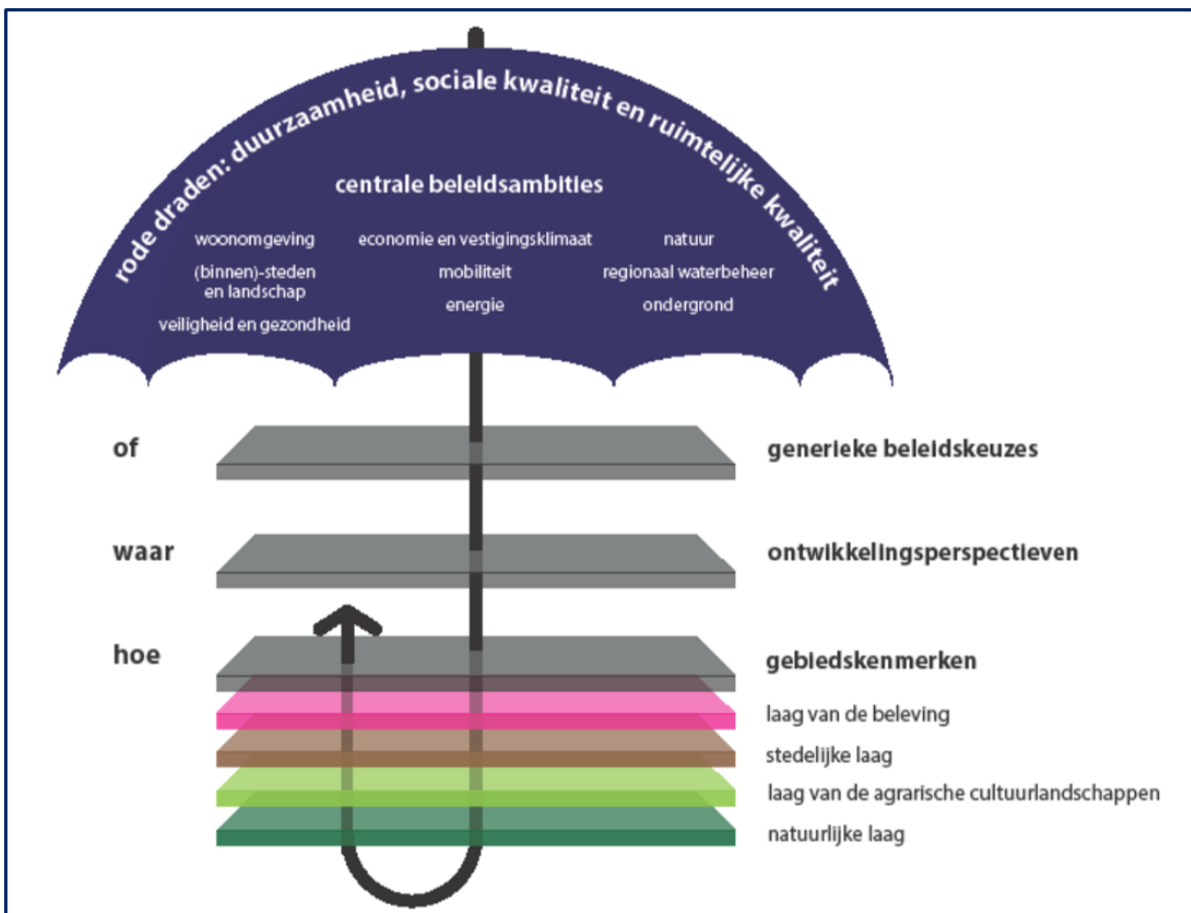 rode draden: duurzaamheid, sociale kwaliteit en ruimtelijke kwaliteit
centrale beleidsambities
woonomgeving
(binnen)-steden
en landschap
veiligheid en gezondheid
economie en vestigingsklimaat
mobiliteit
energie
natuur
regionaal waterbeheer
ondergrond
of
generieke beleidskeuzes
waar
ontwikkelingsperspectieven
hoe
gebiedskenmerken
laag van de beleving
stedelijke laag
laag van de agrarische cultuurlandschappen
natuurlijke laag